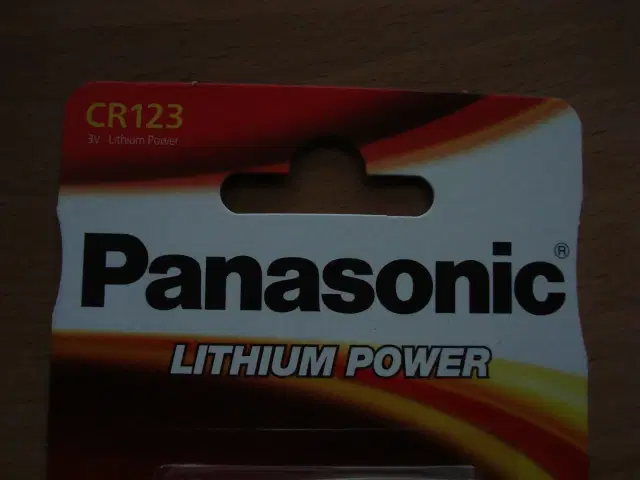 CR123
3V Lithium Power
Panasonic®
LITHIUM POWER